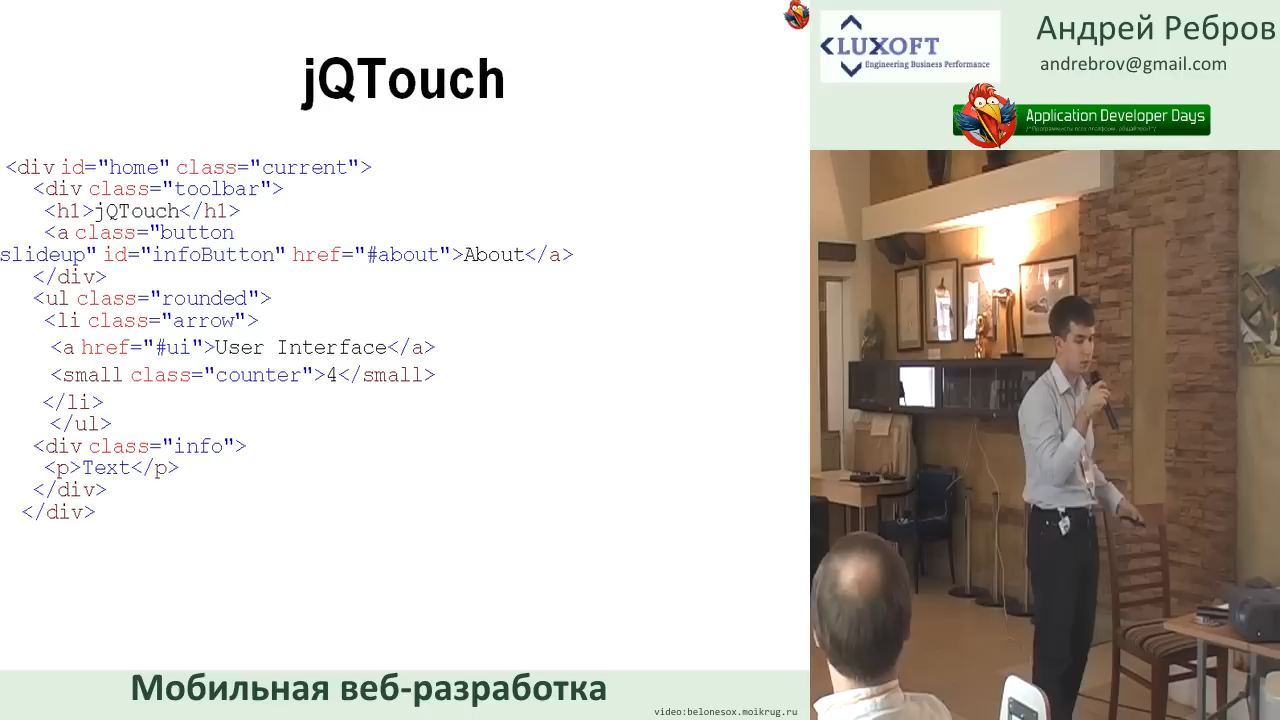 jQTouch
<div id="home" class="current">
<div class="toolbar">
<h1>jQTouch</h1>
<a class="button
slideup" id="infoButton" href="#about">About</a>
</div>
<ul class="rounded">
<li class="arrow">
<a href="#ui">User Interface</a>
<small class="counter">4</small>
</li>
</ul>
<div class="info">
<p>Text</p>
</div>
</div>
Мобильная веб-разработка
video:belonesox.moikrug.ru
LUXOFT
Engineering Business Performance
Андрей Ребров
andrebrov@gmail.com
Application Developer Days